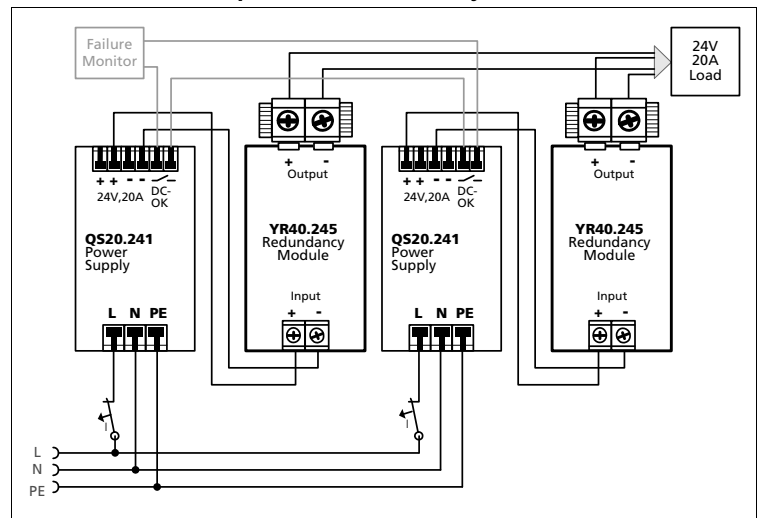 Failure
Monitor
24V
20A
Load
+ + - - DC-
24V,20A OK
QS20.241
Power
Supply
L N PE
+ -
Output
YR40.245
Redundancy
Module
Input
+ -
+ + - - DC-
24V,20A OK
QS20.241
Power
Supply
L N PE
+ -
Output
YR40.245
Redundancy
Module
Input
+ -
I
I
L
N
PE